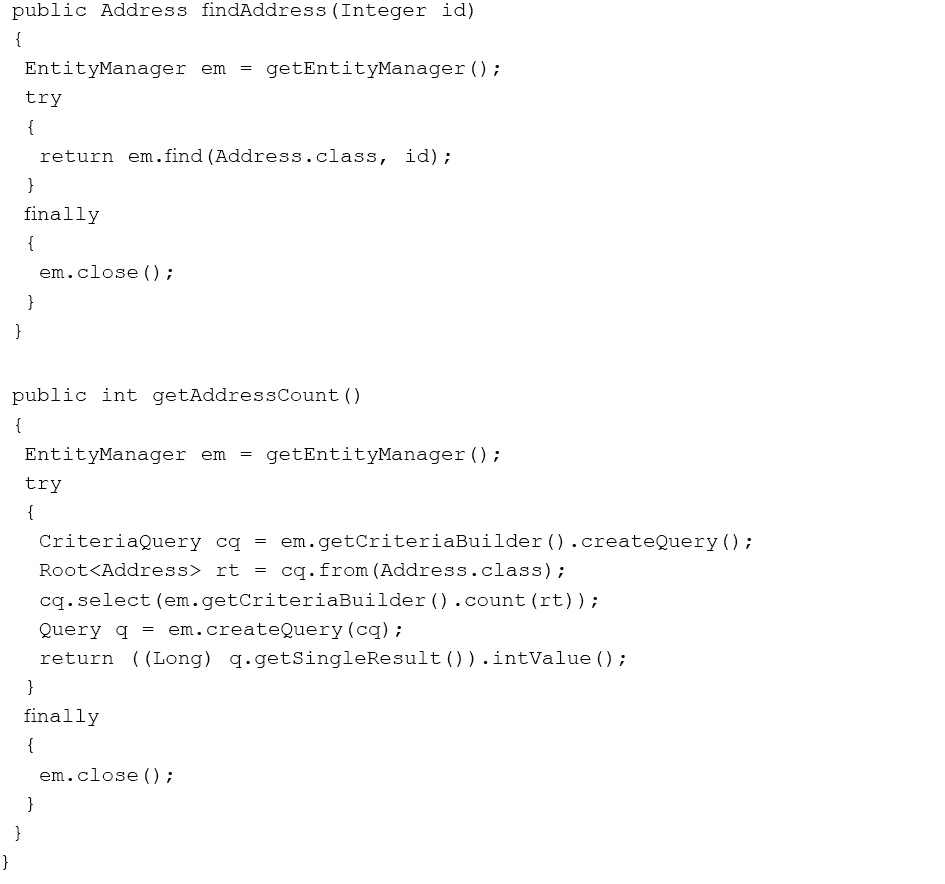 public Address findAddress(Integer id)
{
EntityManager em = getEntityManager();
try
{
return em.find(Address.class, id);
}
finally
{
em.close();
}
}
public int getAddressCount()
{
EntityManager em = getEntityManager();
try
{
CriteriaQuery cq = em.getCriteriaBuilder().createQuery();
Root<Address> rt = cq.from(Address.class);
cq.select(em.getCriteriaBuilder().count(rt));
Query q = em.createQuery(cq);
return ((Long) q.getSingleResult()).intValue();
}
finally
{
em.close();
}
}
}